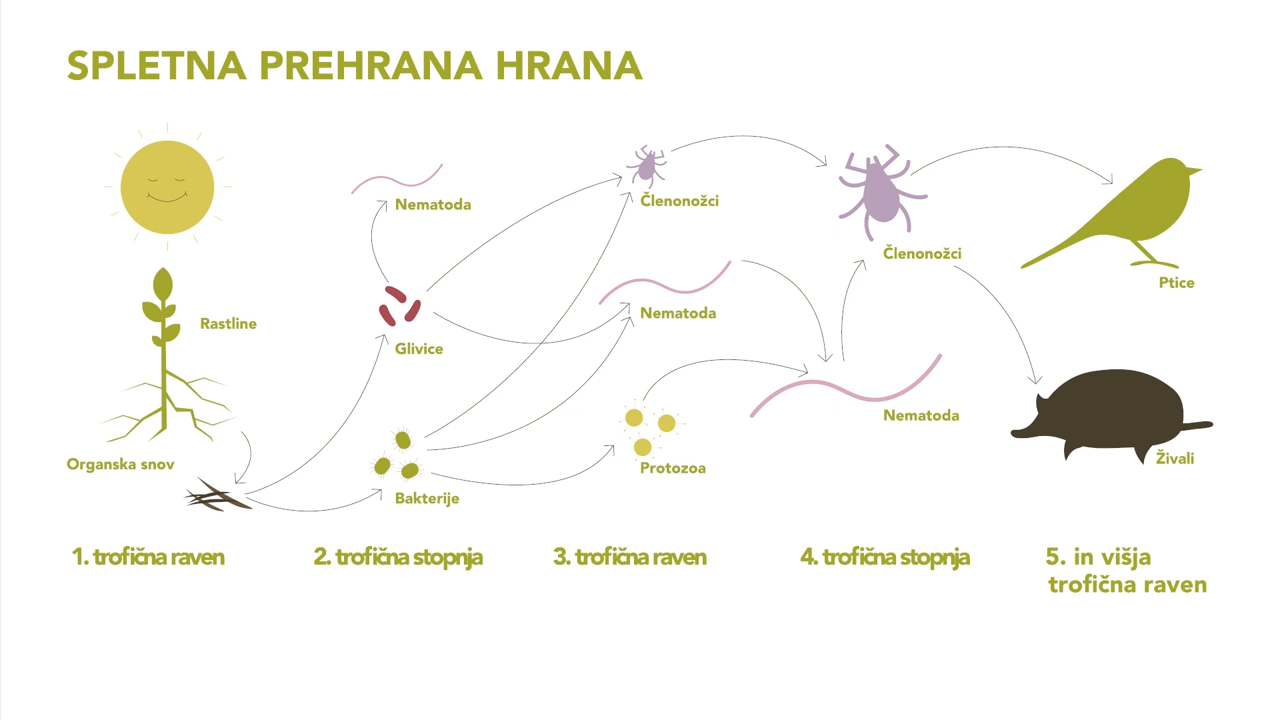 SPLETNA PREHRANA HRANA
Nematoda
Členonožci
Členonožci
Ptice
Rastline
Glivice
Nematoda
Nematoda
Organska snov
Bakterije
Protozoa
Živali
1. trofična raven
2. trofična stopnja
3. trofična raven
4. trofična stopnja
5. in višja
trofična raven